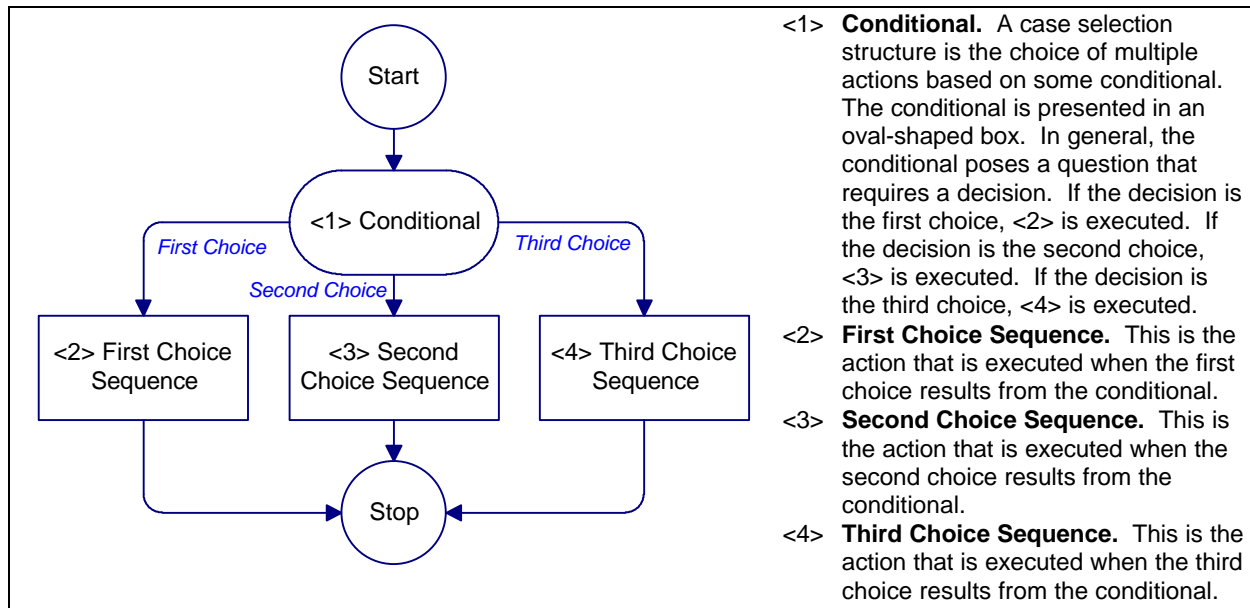 Start
<1> Conditional
First Choice
Second Choice
Third Choice
<2> First Choice
Sequence
<3> Second
Choice Sequence
<4> Third Choice
Sequence
Stop
<1> Conditional. A case selection
structure is the choice of multiple
actions based on some conditional.
The conditional is presented in an
oval-shaped box. In general, the
conditional poses a question that
requires a decision. If the decision is
the first choice, <2> is executed. If
the decision is the second choice,
<3> is executed. If the decision is
the third choice, <4> is executed.
<2> First Choice Sequence. This is the
action that is executed when the first
choice results from the conditional.
<3> Second Choice Sequence. This is
the action that is executed when the
second choice results from the
conditional.
<4> Third Choice Sequence. This is the
action that is executed when the third
choice results from the conditional.